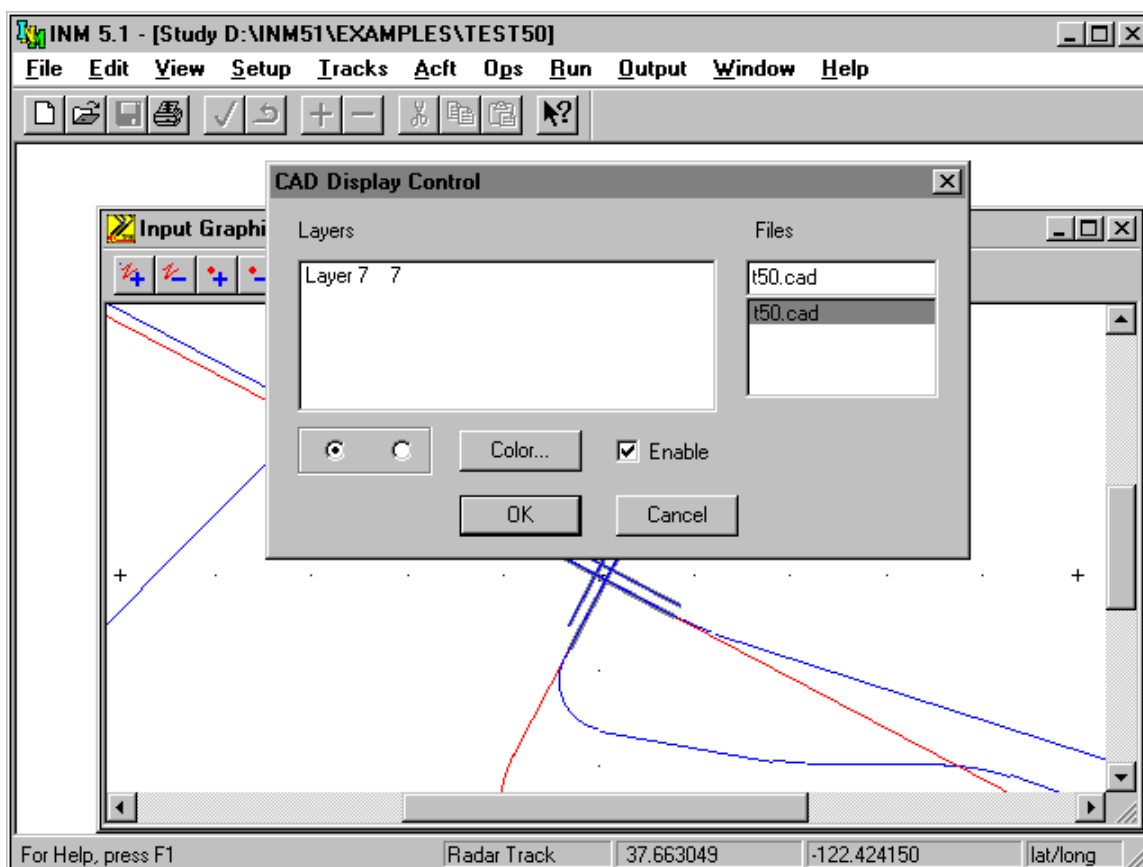 INM 5.1 - [Study D:\INM51\EXAMPLES\TEST50]
File Edit View Setup Tracks Acft Ops Run Output Window Help
CAD Display Control
Input Graphi
Layers Files
Layer 7 7
t50.cad
t50.cad
Color... Enable
OK Cancel
For Help, press F1 Radar Track 37.663049 -122.424150 lat/long